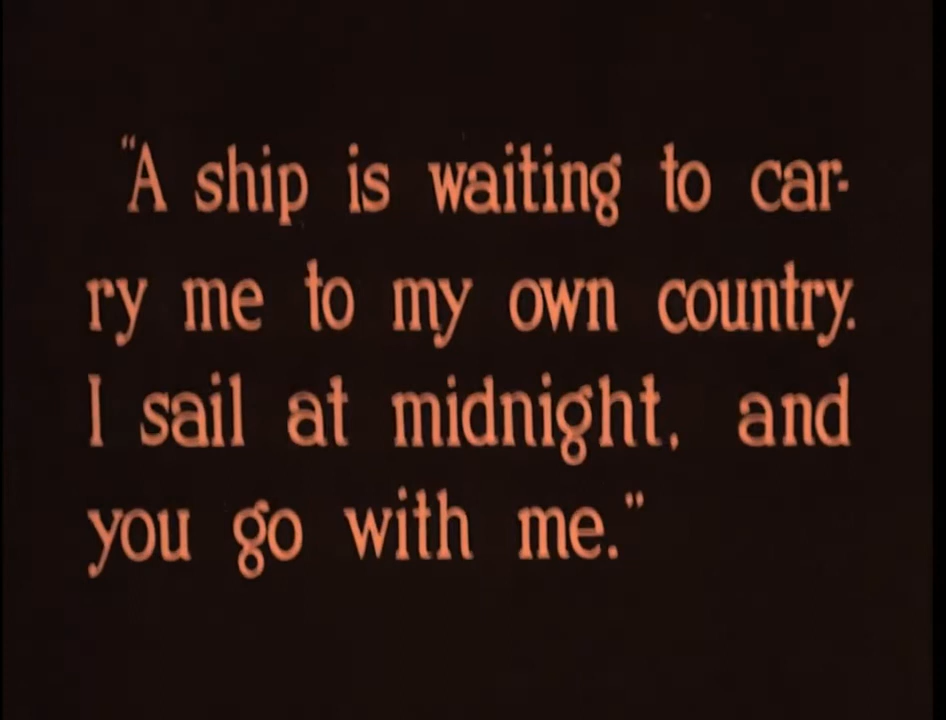 "A ship is waiting to car-
ry me to my own country.
I sail at midnight, and
you go with me."